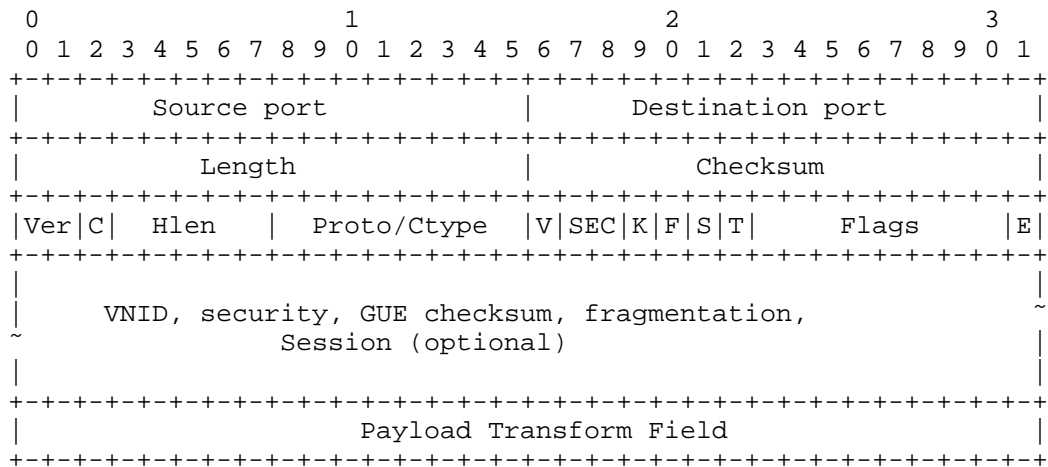 0                   1                   2                   3
 0 1 2 3 4 5 6 7 8 9 0 1 2 3 4 5 6 7 8 9 0 1 2 3 4 5 6 7 8 9 0 1
+-+-+-+-+-+-+-+-+-+-+-+-+-+-+-+-+-+-+-+-+-+-+-+-+-+-+-+-+-+-+-+-+
|        Source port            |      Destination port         |
+-+-+-+-+-+-+-+-+-+-+-+-+-+-+-+-+-+-+-+-+-+-+-+-+-+-+-+-+-+-+-+-+
|           Length              |          Checksum             |
+-+-+-+-+-+-+-+-+-+-+-+-+-+-+-+-+-+-+-+-+-+-+-+-+-+-+-+-+-+-+-+-+
|Ver|C|  Hlen   |  Proto/Ctype  |V|SEC|K|F|S|T|     Flags     |E|
+-+-+-+-+-+-+-+-+-+-+-+-+-+-+-+-+-+-+-+-+-+-+-+-+-+-+-+-+-+-+-+-+
|                                                               |
|     VNID, security, GUE checksum, fragmentation,              ~
~                Session (optional)                             |
|                                                               |
+-+-+-+-+-+-+-+-+-+-+-+-+-+-+-+-+-+-+-+-+-+-+-+-+-+-+-+-+-+-+-+-+
|                     Payload Transform Field                   |
+-+-+-+-+-+-+-+-+-+-+-+-+-+-+-+-+-+-+-+-+-+-+-+-+-+-+-+-+-+-+-+-+